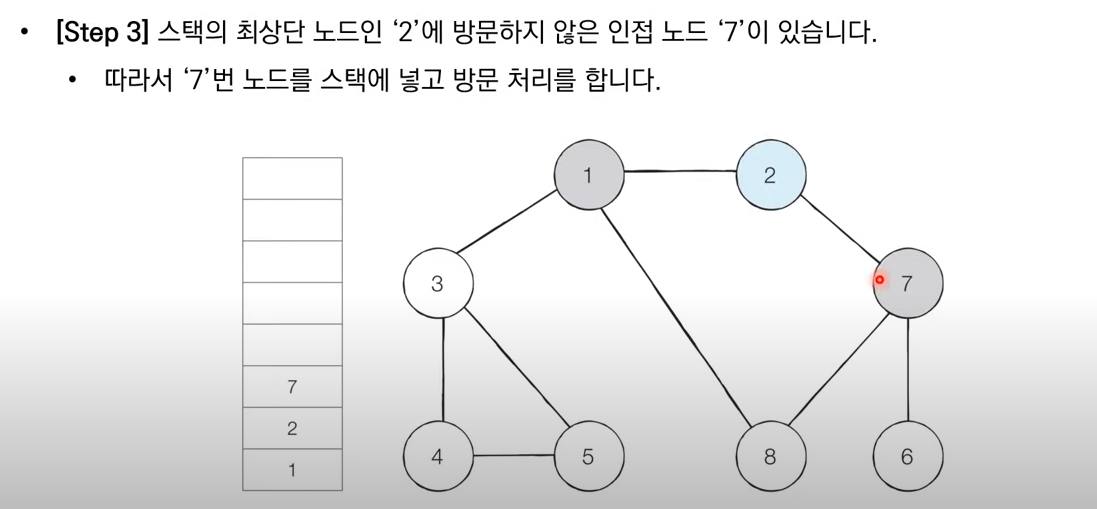 • [Step 3] 스택의 최상단 노드인 ‘2’에 방문하지 않은 인접 노드 ‘7’이 있습니다.
• 따라서 ‘7’번 노드를 스택에 넣고 방문 처리를 합니다.
1 2
3 7
7
2
1
4 5 8 6